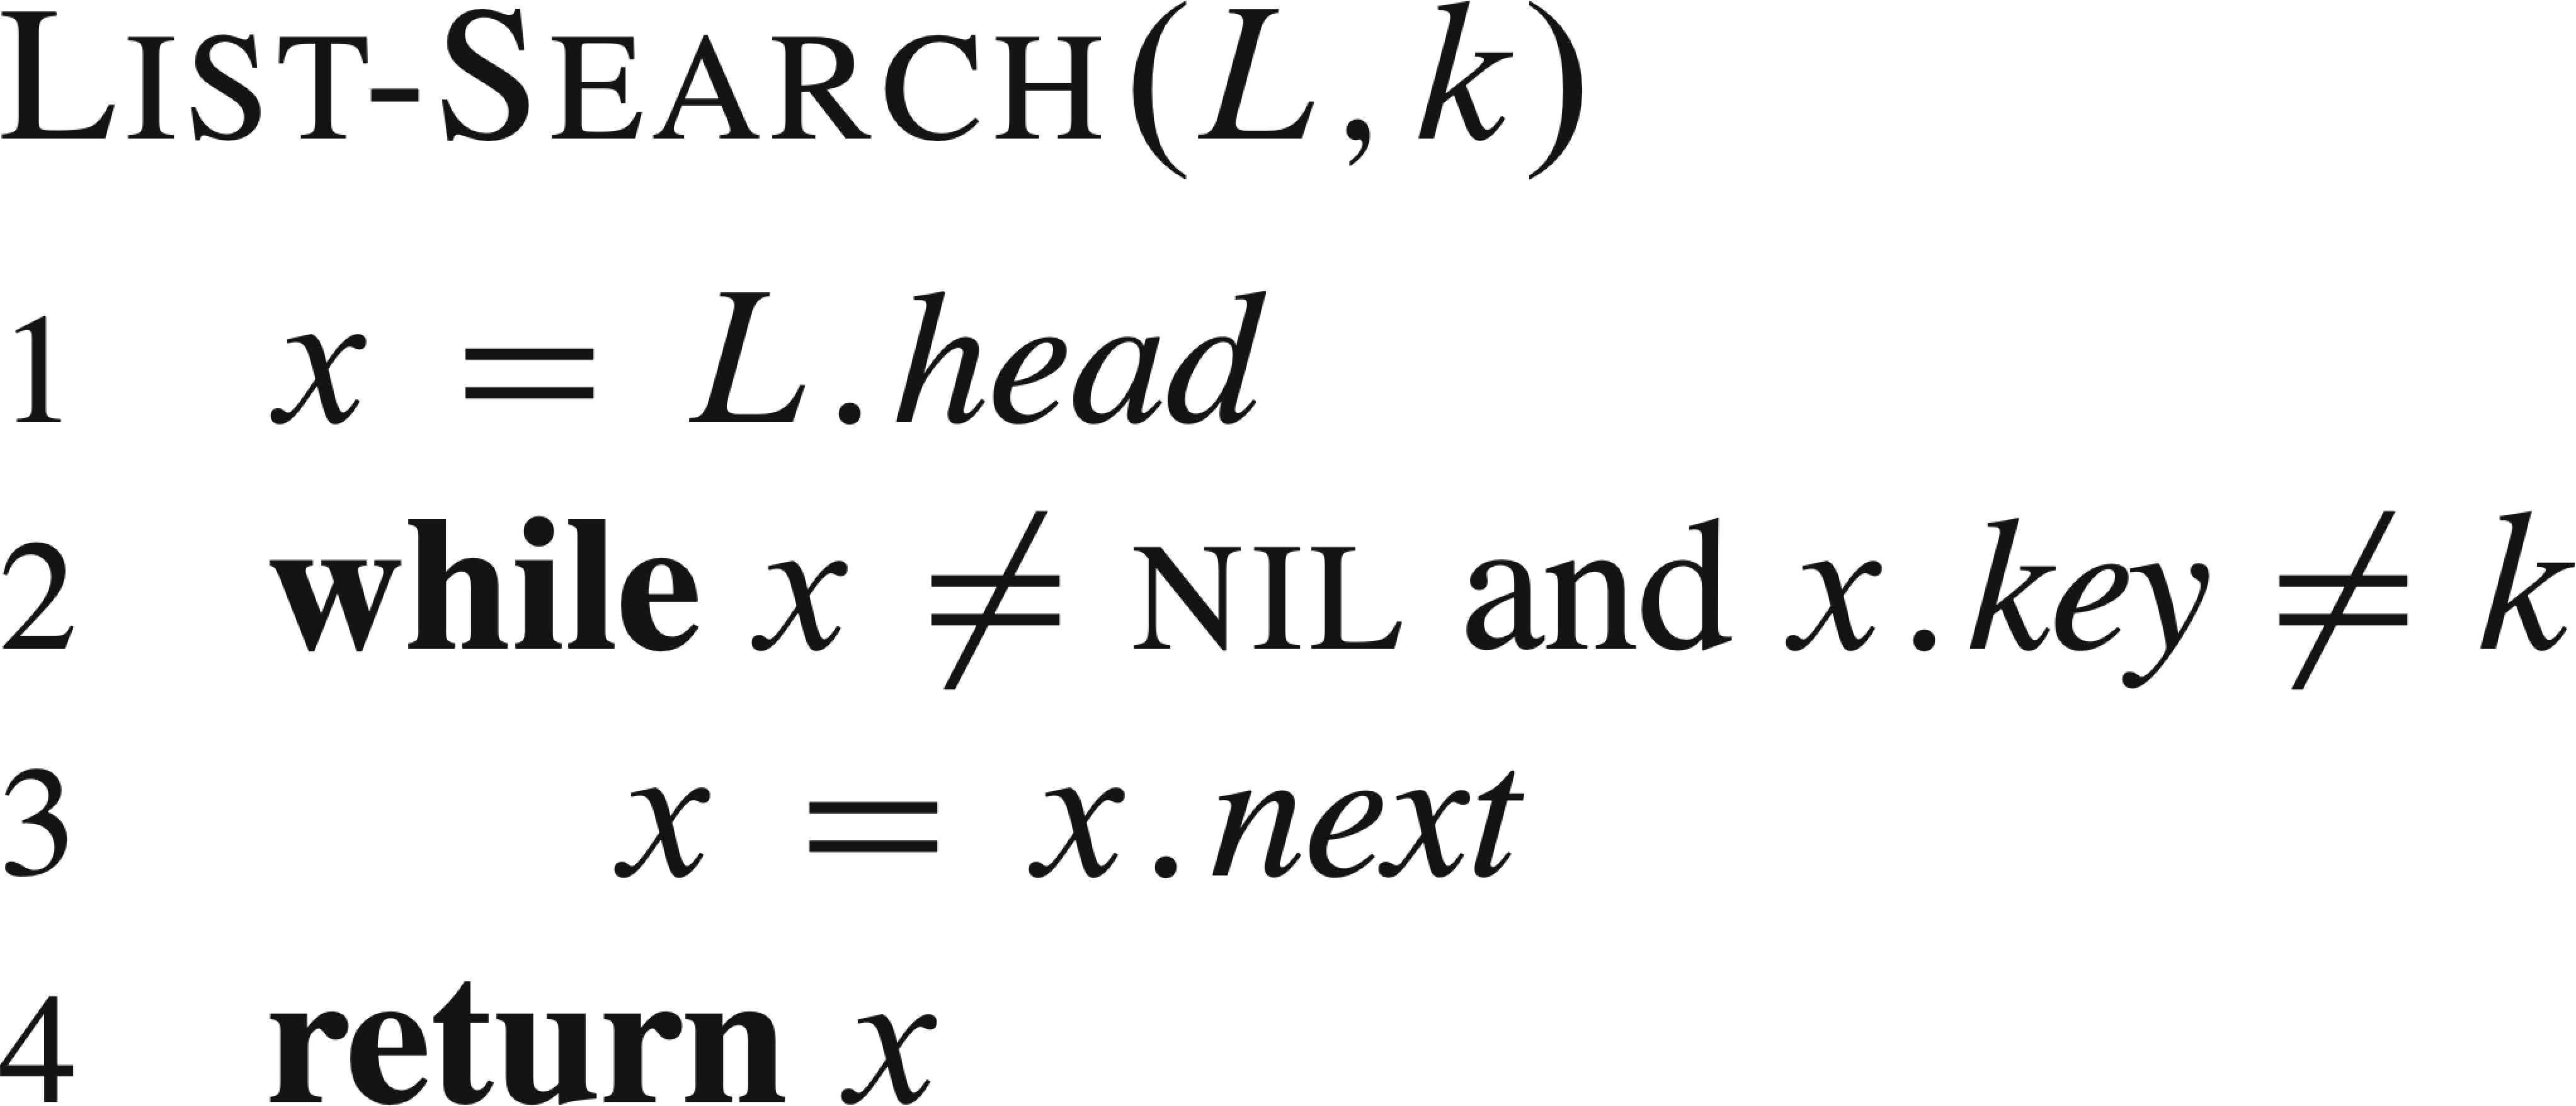 LIST-SEARCH(L, k)
1 x = L.head
2 while x ≠ NIL and x.key ≠ k
3 x = x.next
4 return x